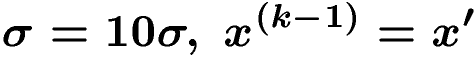 σ = 10σ, x^{(k−1)} = x′